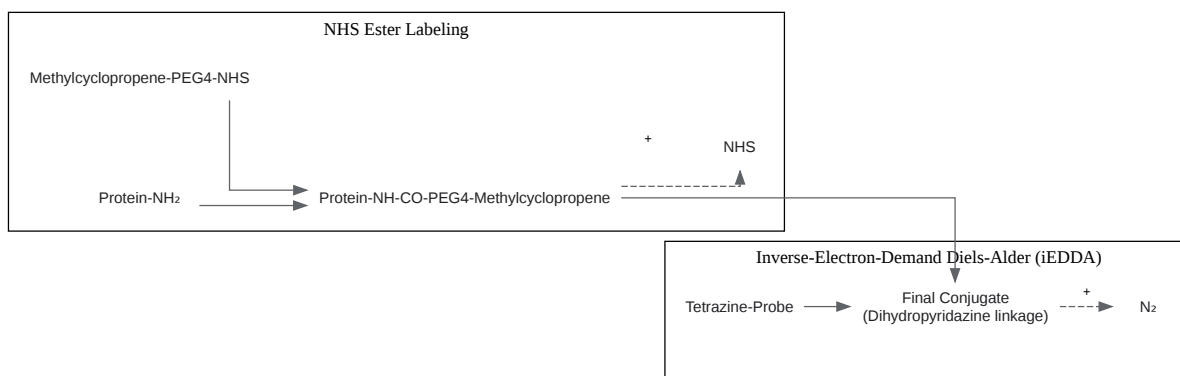 NHS Ester Labeling
Methylcyclopropene-PEG4-NHS
+
NHS
Protein-NH₂
Protein-NH-CO-PEG4-Methylcyclopropene
Inverse-Electron-Demand Diels-Alder (iEDDA)
Tetrazine-Probe
Final Conjugate
(Dihydropyridazine linkage)
+
N₂